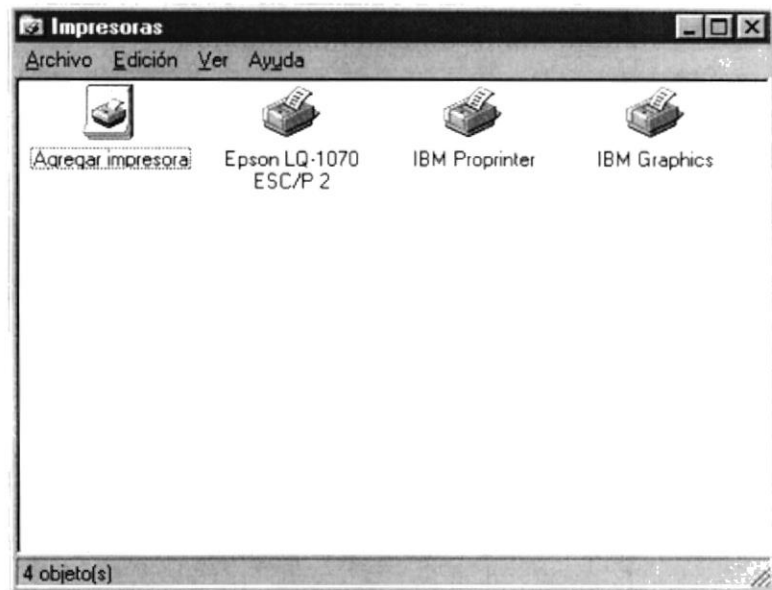 Impresoras
Archivo Edición Ver Ayuda
Agregar impresora Epson LQ-1070 IBM Proprinter IBM Graphics
ESC/P 2
4 objeto(s)